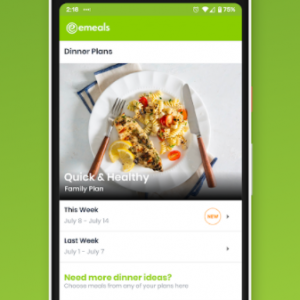 2:18
75%
emeals
Dinner Plans
Quick & Healthy
Family Plan
This Week
July 8 - July 14
NEW
Last Week
July 1 - July 7
Need more dinner ideas?
Choose meals from any of your plans here.